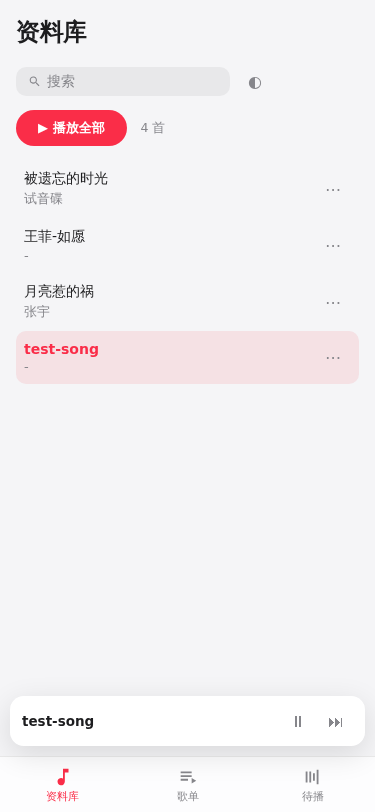 资料库
搜索
播放全部
4 首
被遗忘的时光
试音碟
王菲-如愿
-
月亮惹的祸
张宇
test-song
-
test-song
资料库
歌单
待播